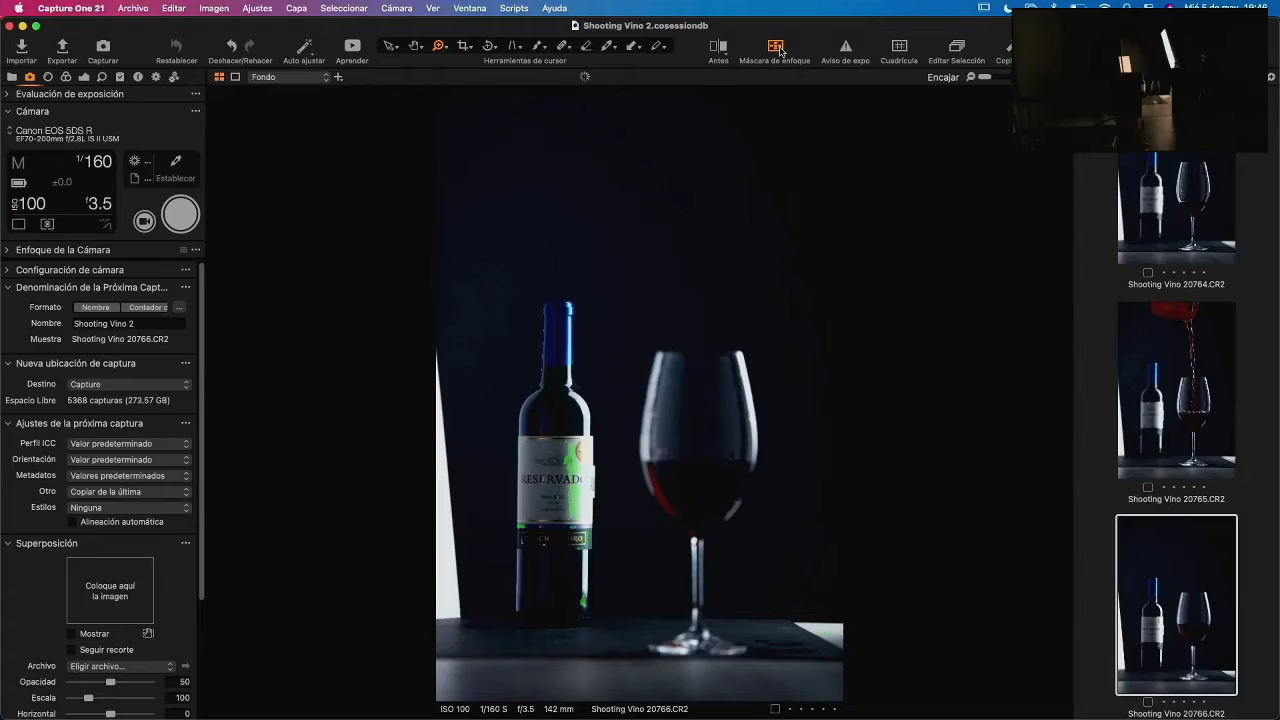 Capture One 21 Archivo Editar Imagen Ajustes Capa Seleccionar Cámara Ver Ventana Scripts Ayuda
Shooting Vino 2.cosessiondb
Importar Exportar Capturar Restablecer Deshacer/Rehacer Auto ajustar Aprender Herramientas de cursor Antes Máscara de enfoque Aviso de expo Cuadrícula Editar Selección
Fondo
Encajar
Evaluación de exposición
Cámara
Canon EOS 5DS R
EF70-200mm f/2.8L IS II USM
M 1/160
±0.0
Establecer
ISO 100 f3.5
Enfoque de la Cámara
Configuración de cámara
Denominación de la Próxima Capt...
Formato Nombre Contador c ...
Nombre Shooting Vino 2
Muestra Shooting Vino 20766.CR2
Nueva ubicación de captura
Destino Capture
Espacio Libre 5368 capturas (273.57 GB)
Ajustes de la próxima captura
Perfil ICC Valor predeterminado
Orientación Valor predeterminado
Metadatos Valores predeterminados
Otro Copiar de la última
Estilos Ninguna
Alineación automática
Superposición
Coloque aquí
la imagen
Mostrar
Seguir recorte
Archivo Eligir archivo...
Opacidad 50
Escala 100
Horizontal 0
RESERVADO
ISO 100 1/160 S f/3.5 142 mm Shooting Vino 20766.CR2
Shooting Vino 20764.CR2
Shooting Vino 20765.CR2
Shooting Vino 20766.CR2